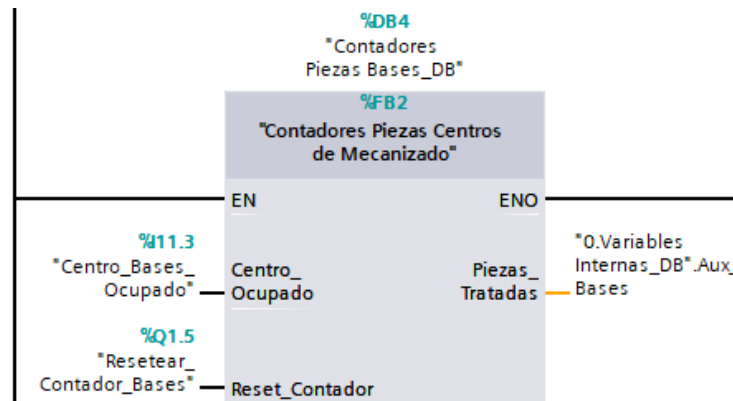 %DB4
"Contadores
Piezas Bases_DB"
%FB2
"Contadores Piezas Centros
de Mecanizado"
EN
ENO
%I11.3
"Centro_Bases_
Ocupado"
Centro_
Ocupado
Piezas_
Tratadas
"0.Variables
Internas_DB".Aux_
Bases
%Q1.5
"Resetear_
Contador_Bases"
Reset_Contador